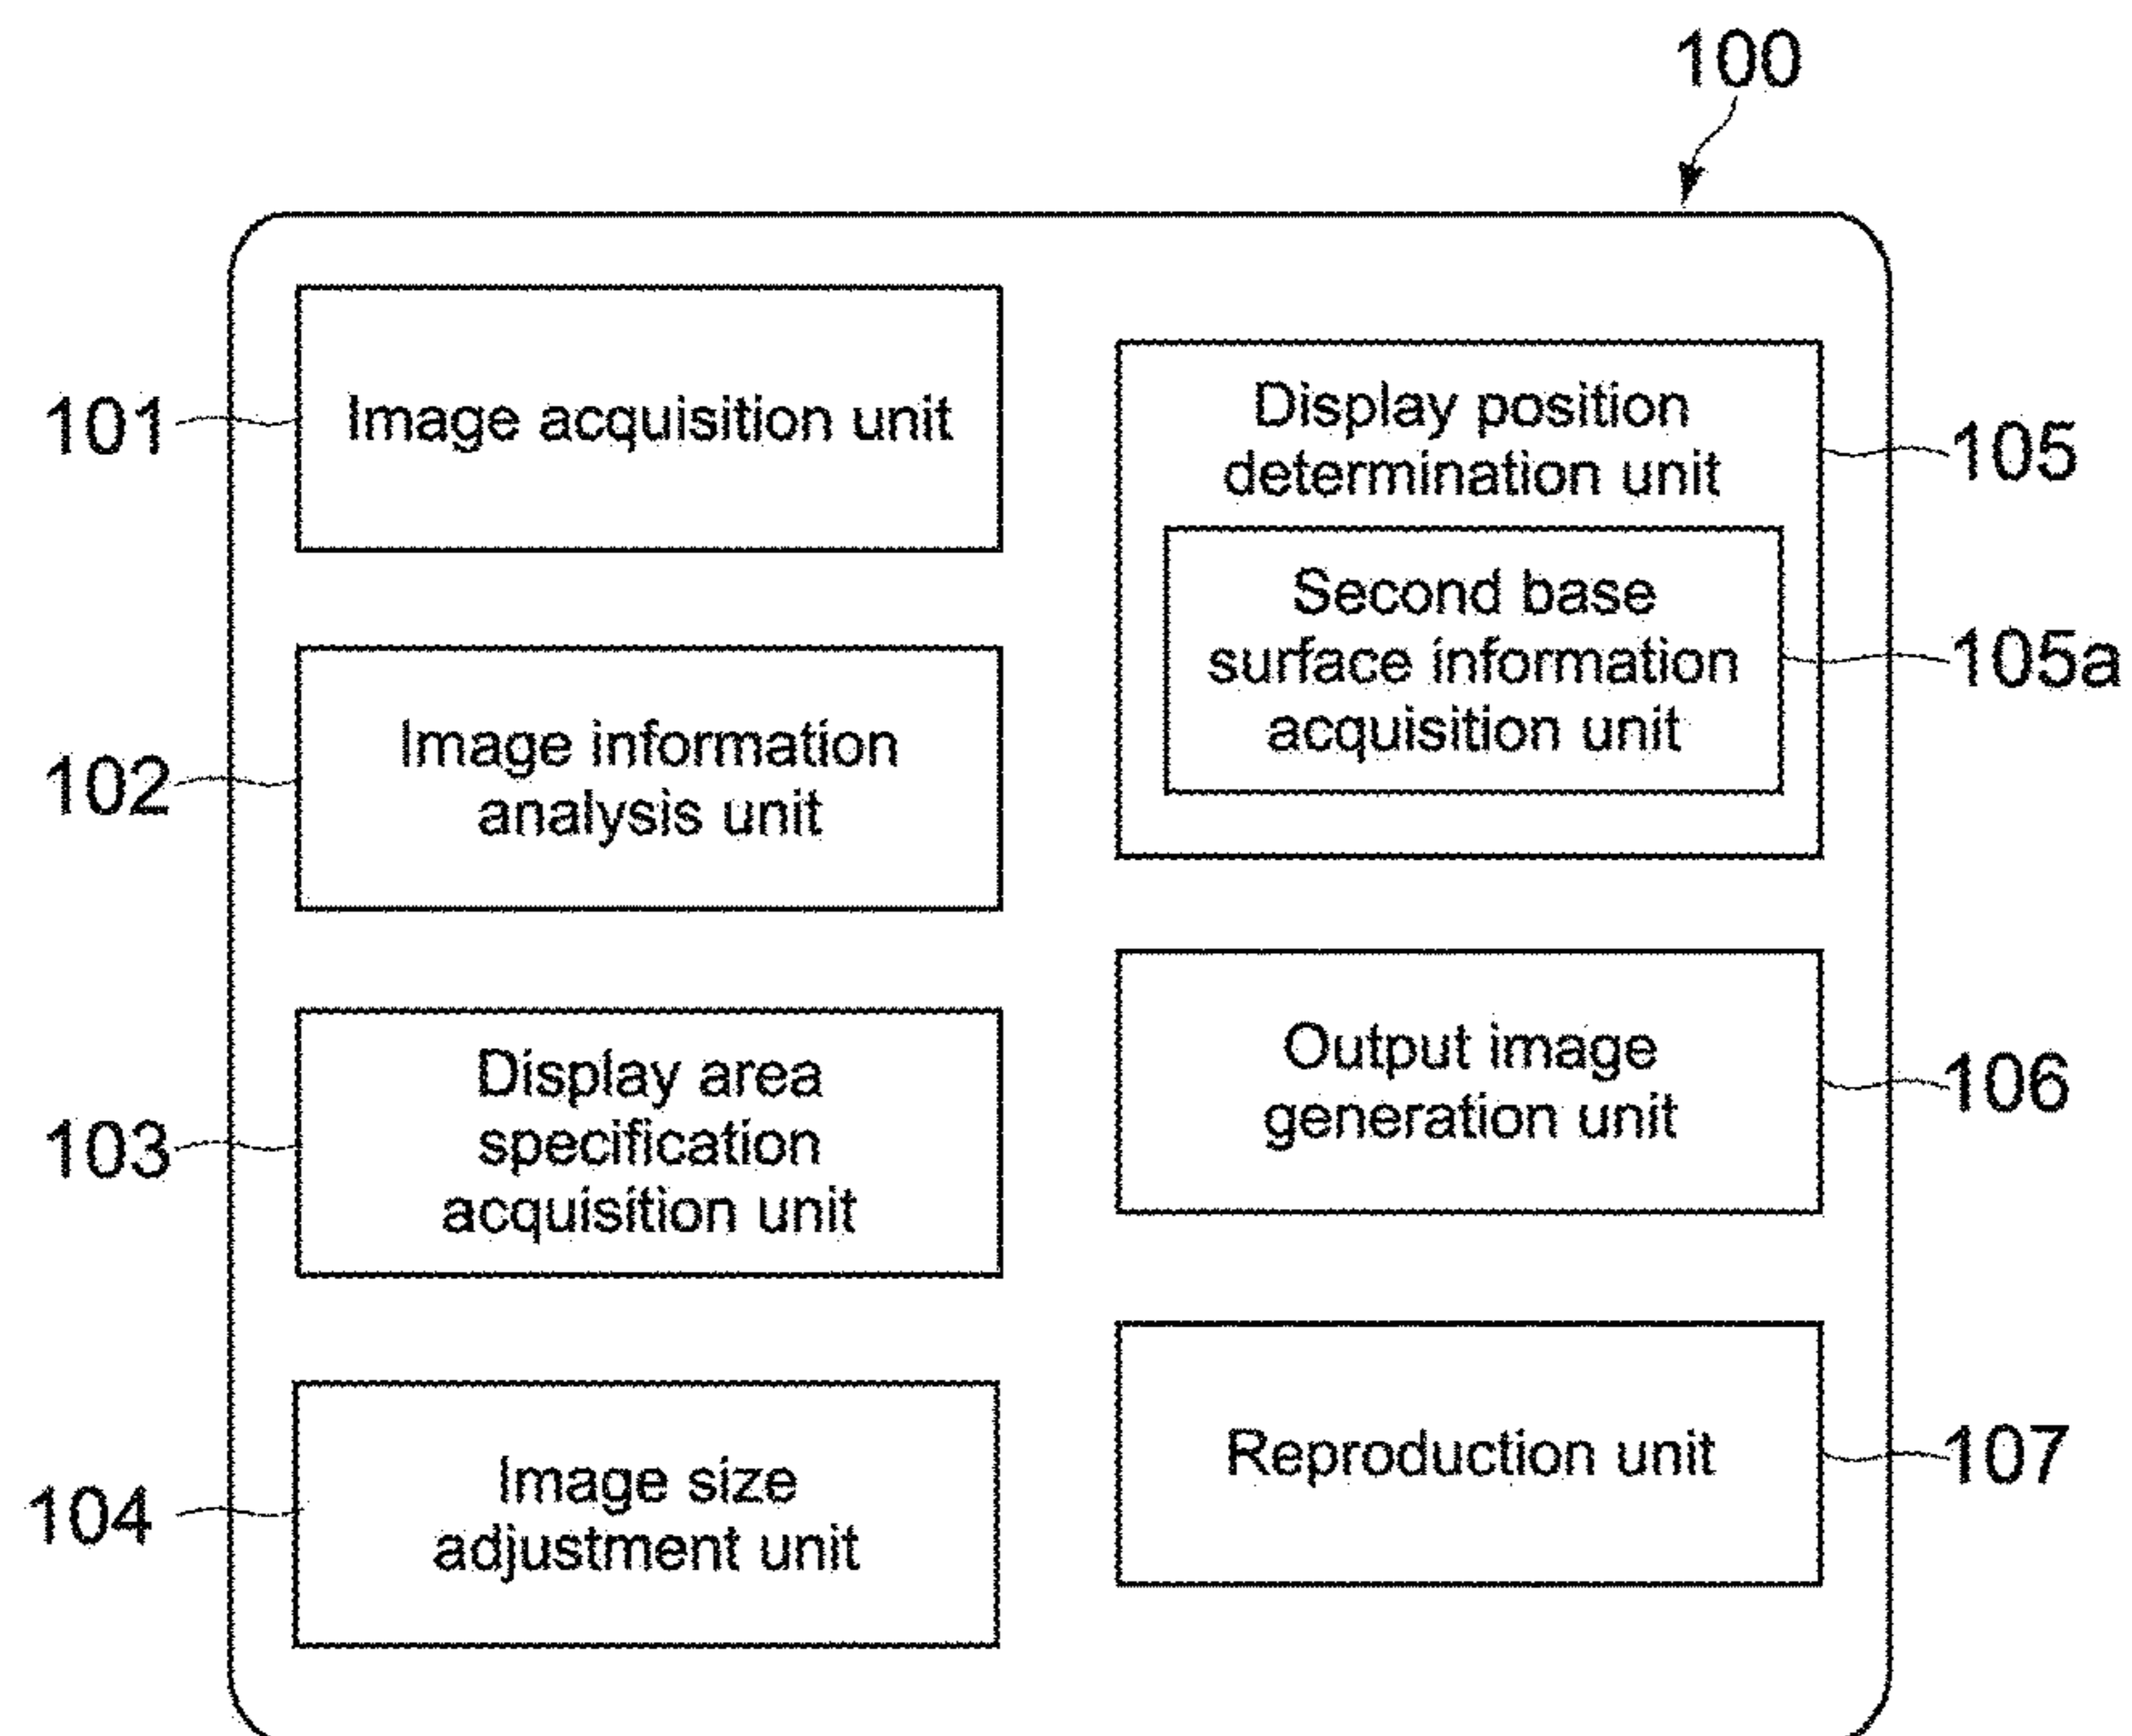 100
101
Image acquisition unit
102
Image information
analysis unit
103
Display area
specification
acquisition unit
104
Image size
adjustment unit
Display position
determination unit
105
Second base
surface information
acquisition unit
105a
Output image
generation unit
106
Reproduction unit
107